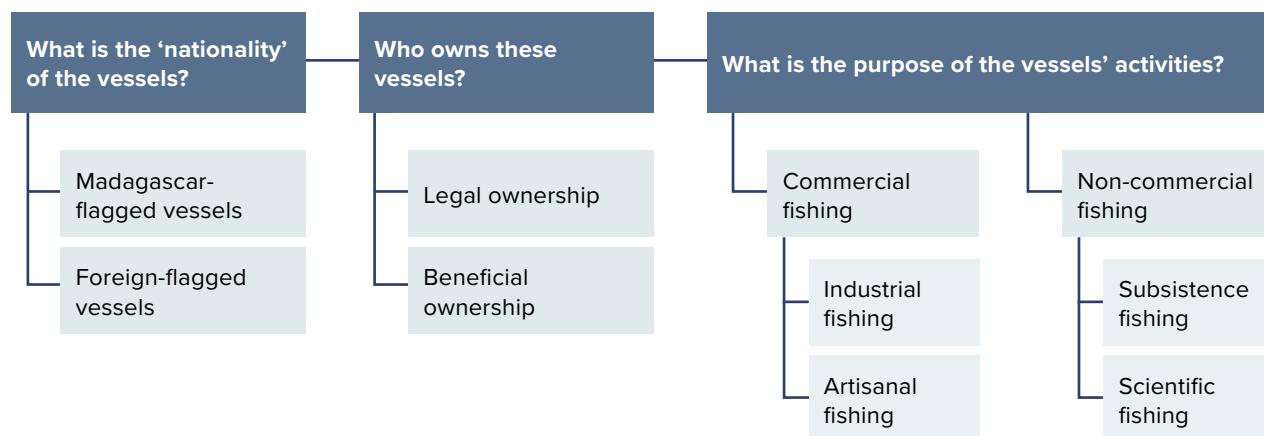 What is the ‘nationality’
of the vessels?
Madagascar-
flagged vessels
Foreign-flagged
vessels
Who owns these
vessels?
Legal ownership
Beneficial
ownership
What is the purpose of the vessels’ activities?
Commercial
fishing
Industrial
fishing
Artisanal
fishing
Non-commercial
fishing
Subsistence
fishing
Scientific
fishing